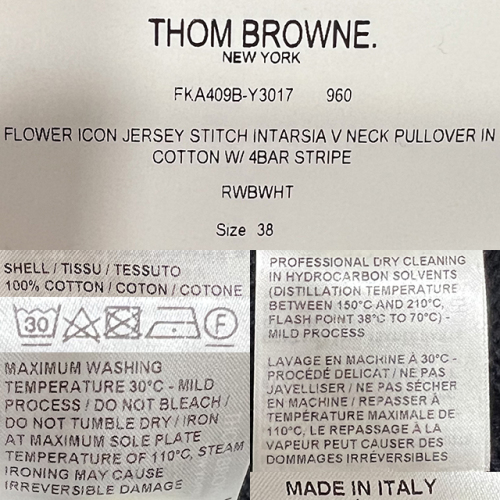 THOM BROWNE.
NEW YORK
FKA409B-Y3017 960
FLOWER ICON JERSEY STITCH INTARSIA V NECK PULLOVER IN
COTTON W/ 4BAR STRIPE
RWBWHT
Size 38
SHELL / TISSU / TESSUTO
100% COTTON / COTON / COTONE
30
F
MAXIMUM WASHING
TEMPERATURE 30°C - MILD
PROCESS / DO NOT BLEACH /
DO NOT TUMBLE DRY / IRON
AT MAXIMUM SOLE PLATE
TEMPERATURE OF 110°C, STEAM
IRONING MAY CAUSE
IRREVERSIBLE DAMAGE
PROFESSIONAL DRY CLEANING
IN HYDROCARBON SOLVENTS
(DISTILLATION TEMPERATURE
BETWEEN 150°C AND 210°C,
FLASH POINT 38°C TO 70°C) -
MILD PROCESS
LAVAGE EN MACHINE À 30°C -
PROCÉDÉ DELICAT / NE PAS
JAVELLISER / NE PAS SÉCHER
EN MACHINE / REPASSER À
TEMPÉRATURE MAXIMALE DE
110°C, LE REPASSAGE À LA
VAPEUR PEUT CAUSER DES
DOMMAGES IRRÉVERSIBLES
MADE IN ITALY